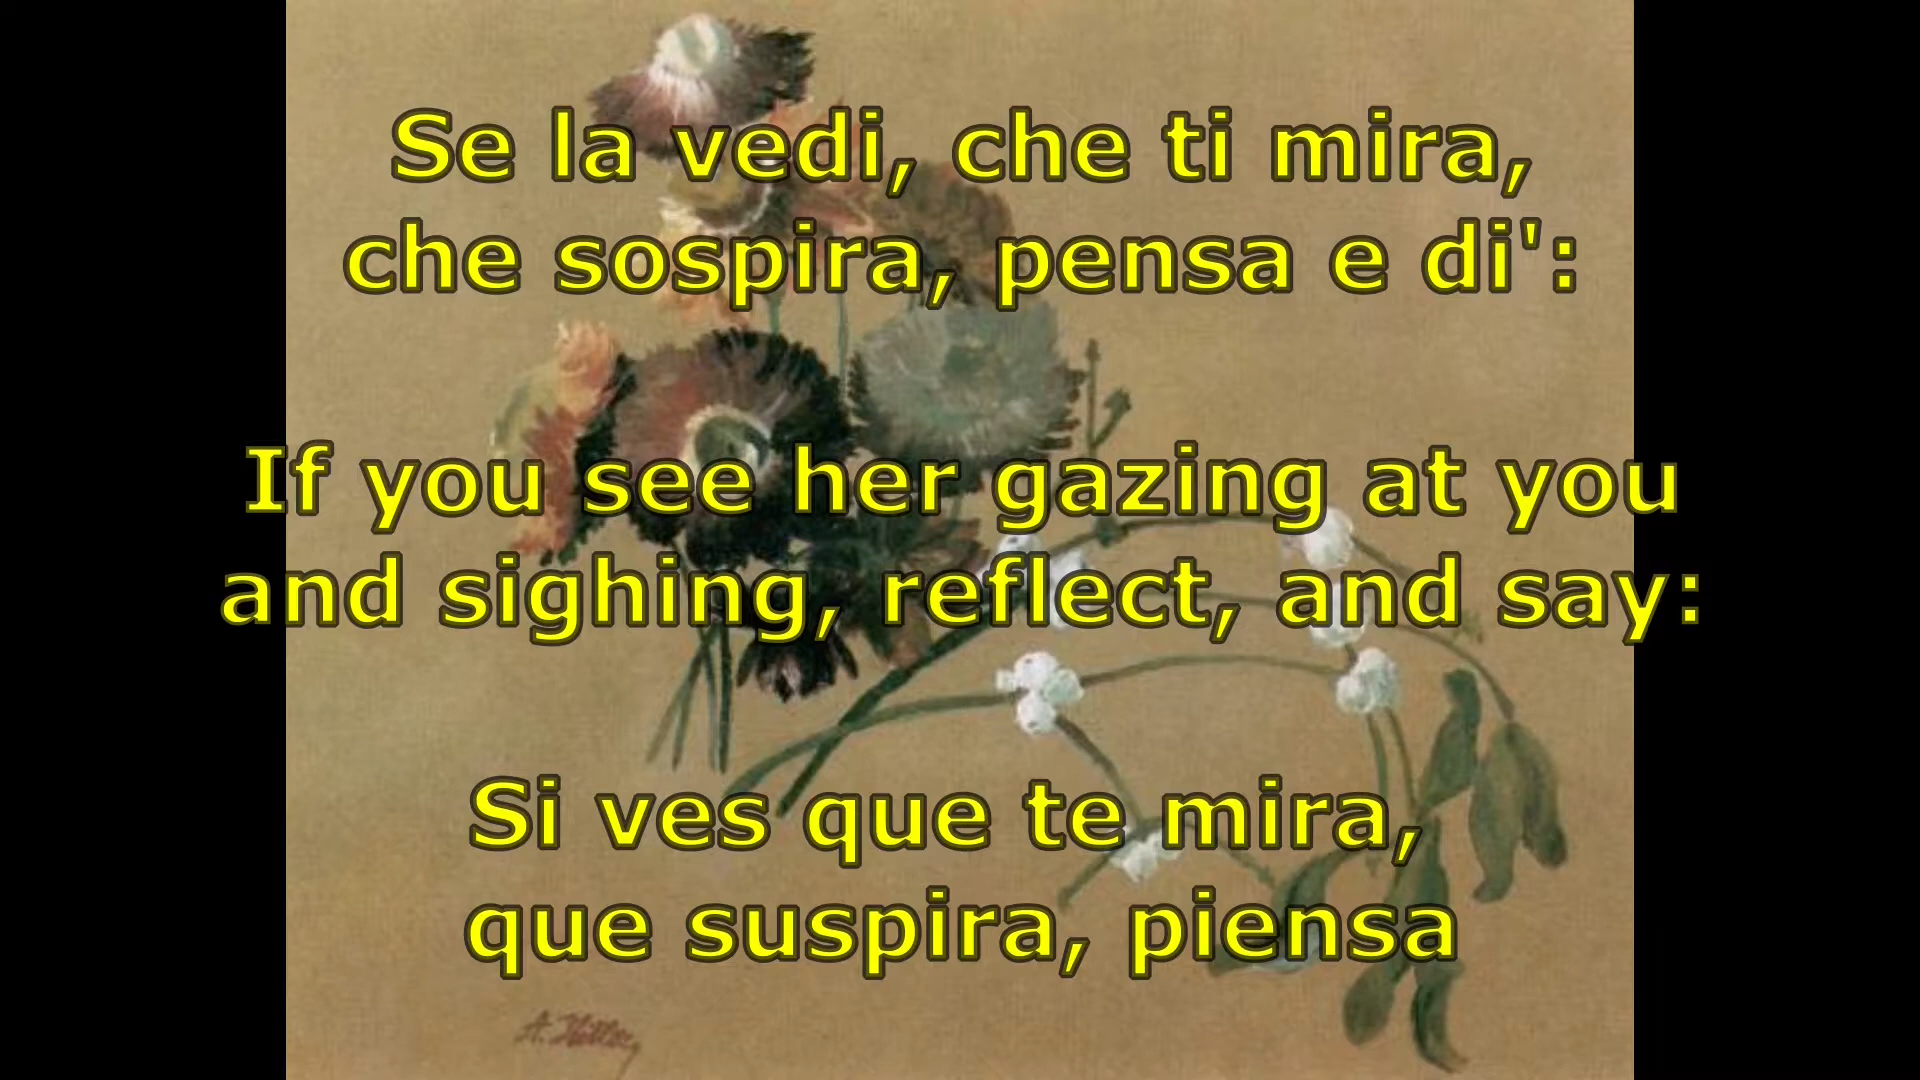 Se la vedi, che ti mira,
che sospira, pensa e di':
If you see her gazing at you
and sighing, reflect, and say:
Si ves que te mira,
que suspira, piensa
A. Hitler